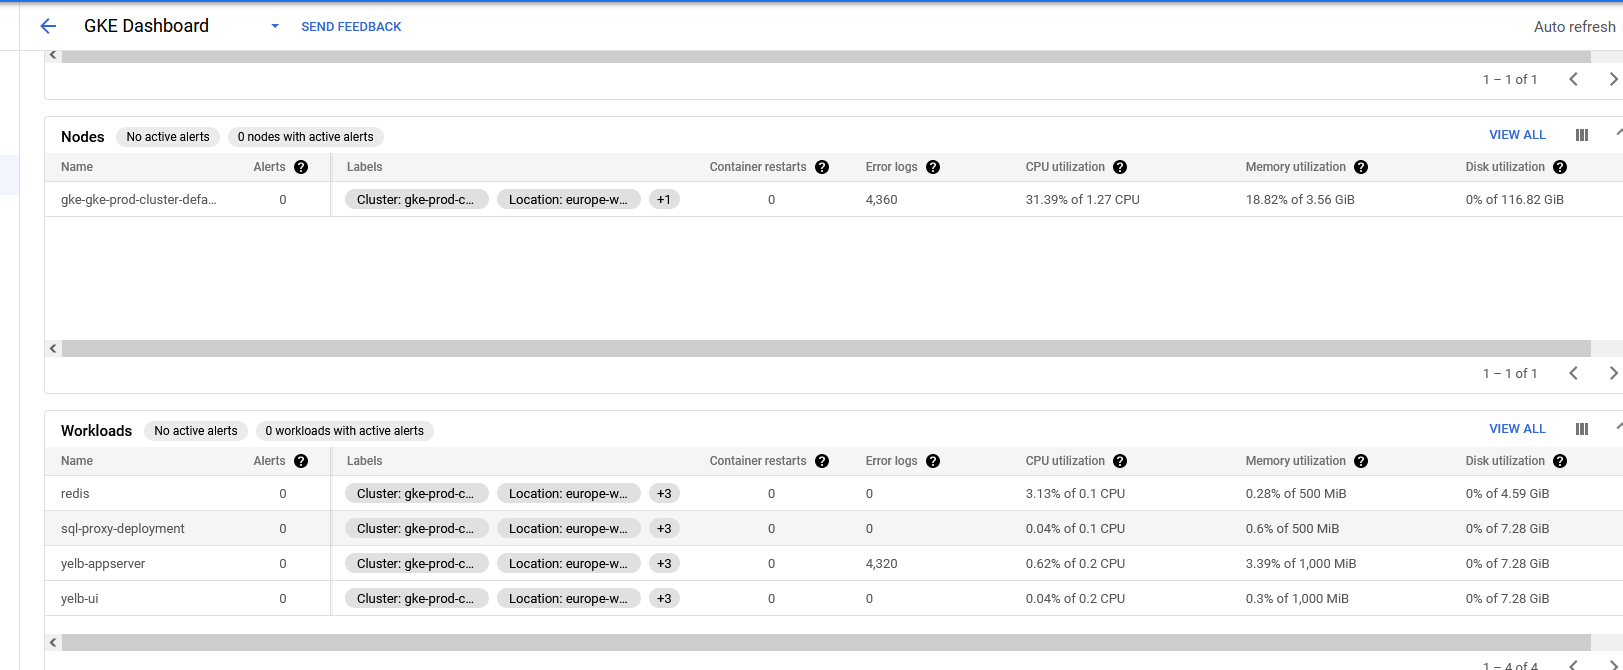 GKE Dashboard SEND FEEDBACK Auto refresh
1 – 1 of 1
Nodes No active alerts 0 nodes with active alerts VIEW ALL
Name Alerts Labels Container restarts Error logs CPU utilization Memory utilization Disk utilization
gke-gke-prod-cluster-defa... 0 Cluster: gke-prod-c... Location: europe-w... +1 0 4,360 31.39% of 1.27 CPU 18.82% of 3.56 GiB 0% of 116.82 GiB
1 – 1 of 1
Workloads No active alerts 0 workloads with active alerts VIEW ALL
Name Alerts Labels Container restarts Error logs CPU utilization Memory utilization Disk utilization
redis 0 Cluster: gke-prod-c... Location: europe-w... +3 0 0 3.13% of 0.1 CPU 0.28% of 500 MiB 0% of 4.59 GiB
sql-proxy-deployment 0 Cluster: gke-prod-c... Location: europe-w... +3 0 0 0.04% of 0.1 CPU 0.6% of 500 MiB 0% of 7.28 GiB
yelb-appserver 0 Cluster: gke-prod-c... Location: europe-w... +3 0 4,320 0.62% of 0.2 CPU 3.39% of 1,000 MiB 0% of 7.28 GiB
yelb-ui 0 Cluster: gke-prod-c... Location: europe-w... +3 0 0 0.04% of 0.2 CPU 0.3% of 1,000 MiB 0% of 7.28 GiB
1 – 4 of 4